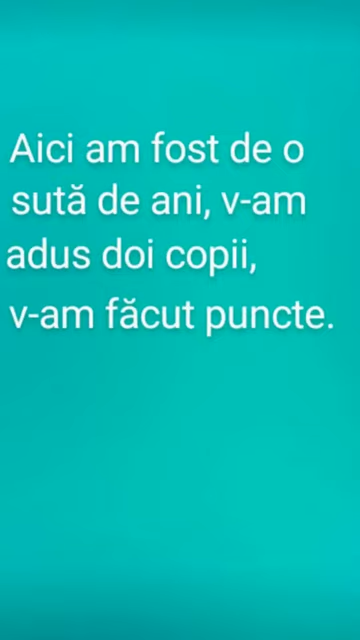 Aici am fost de o
sută de ani, v-am
adus doi copii,
v-am făcut puncte.